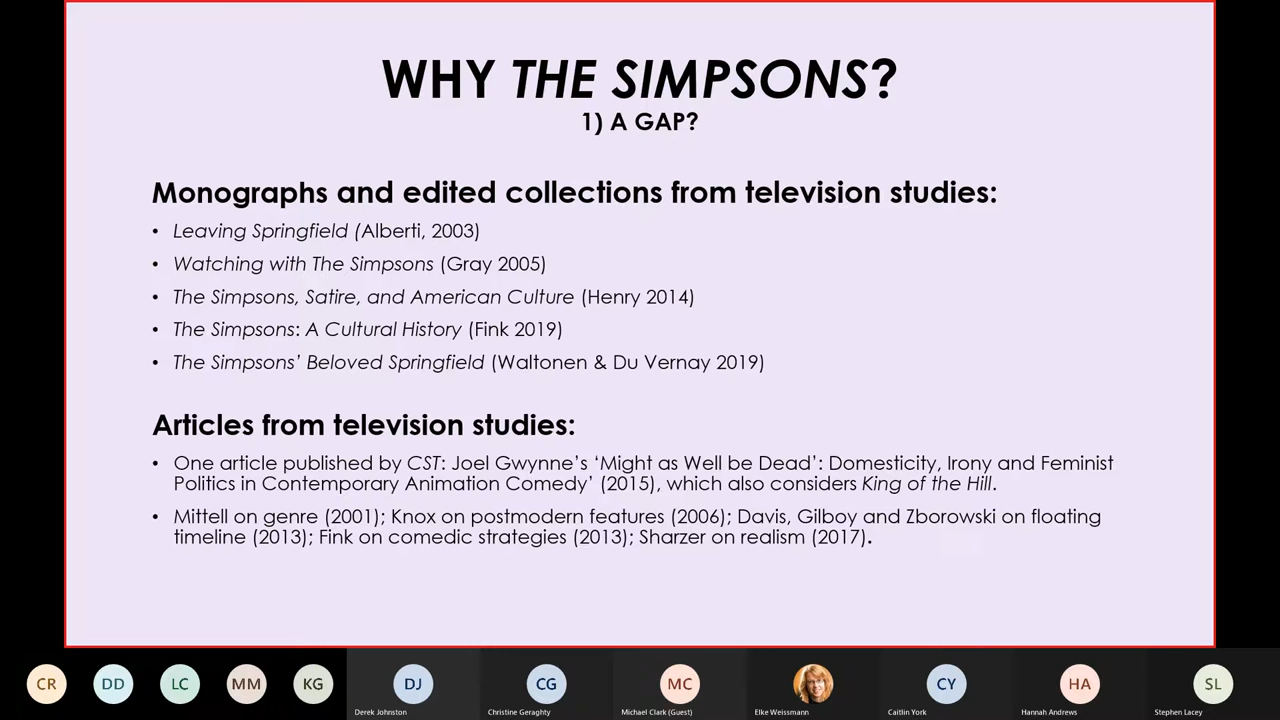 WHY THE SIMPSONS?
1) A GAP?
Monographs and edited collections from television studies:
• Leaving Springfield (Alberti, 2003)
• Watching with The Simpsons (Gray 2005)
• The Simpsons, Satire, and American Culture (Henry 2014)
• The Simpsons: A Cultural History (Fink 2019)
• The Simpsons’ Beloved Springfield (Waltonen & Du Vernay 2019)
Articles from television studies:
• One article published by CST: Joel Gwynne’s ‘Might as Well be Dead’: Domesticity, Irony and Feminist
Politics in Contemporary Animation Comedy’ (2015), which also considers King of the Hill.
• Mittell on genre (2001); Knox on postmodern features (2006); Davis, Gilboy and Zborowski on floating
timeline (2013); Fink on comedic strategies (2013); Sharzer on realism (2017).
CR DD LC MM KG DJ CG MC CY HA SL
Derek Johnston Christine Geraghty Michael Clark (Guest) Elke Weissmann Caitlin York Hannah Andrews Stephen Lacey